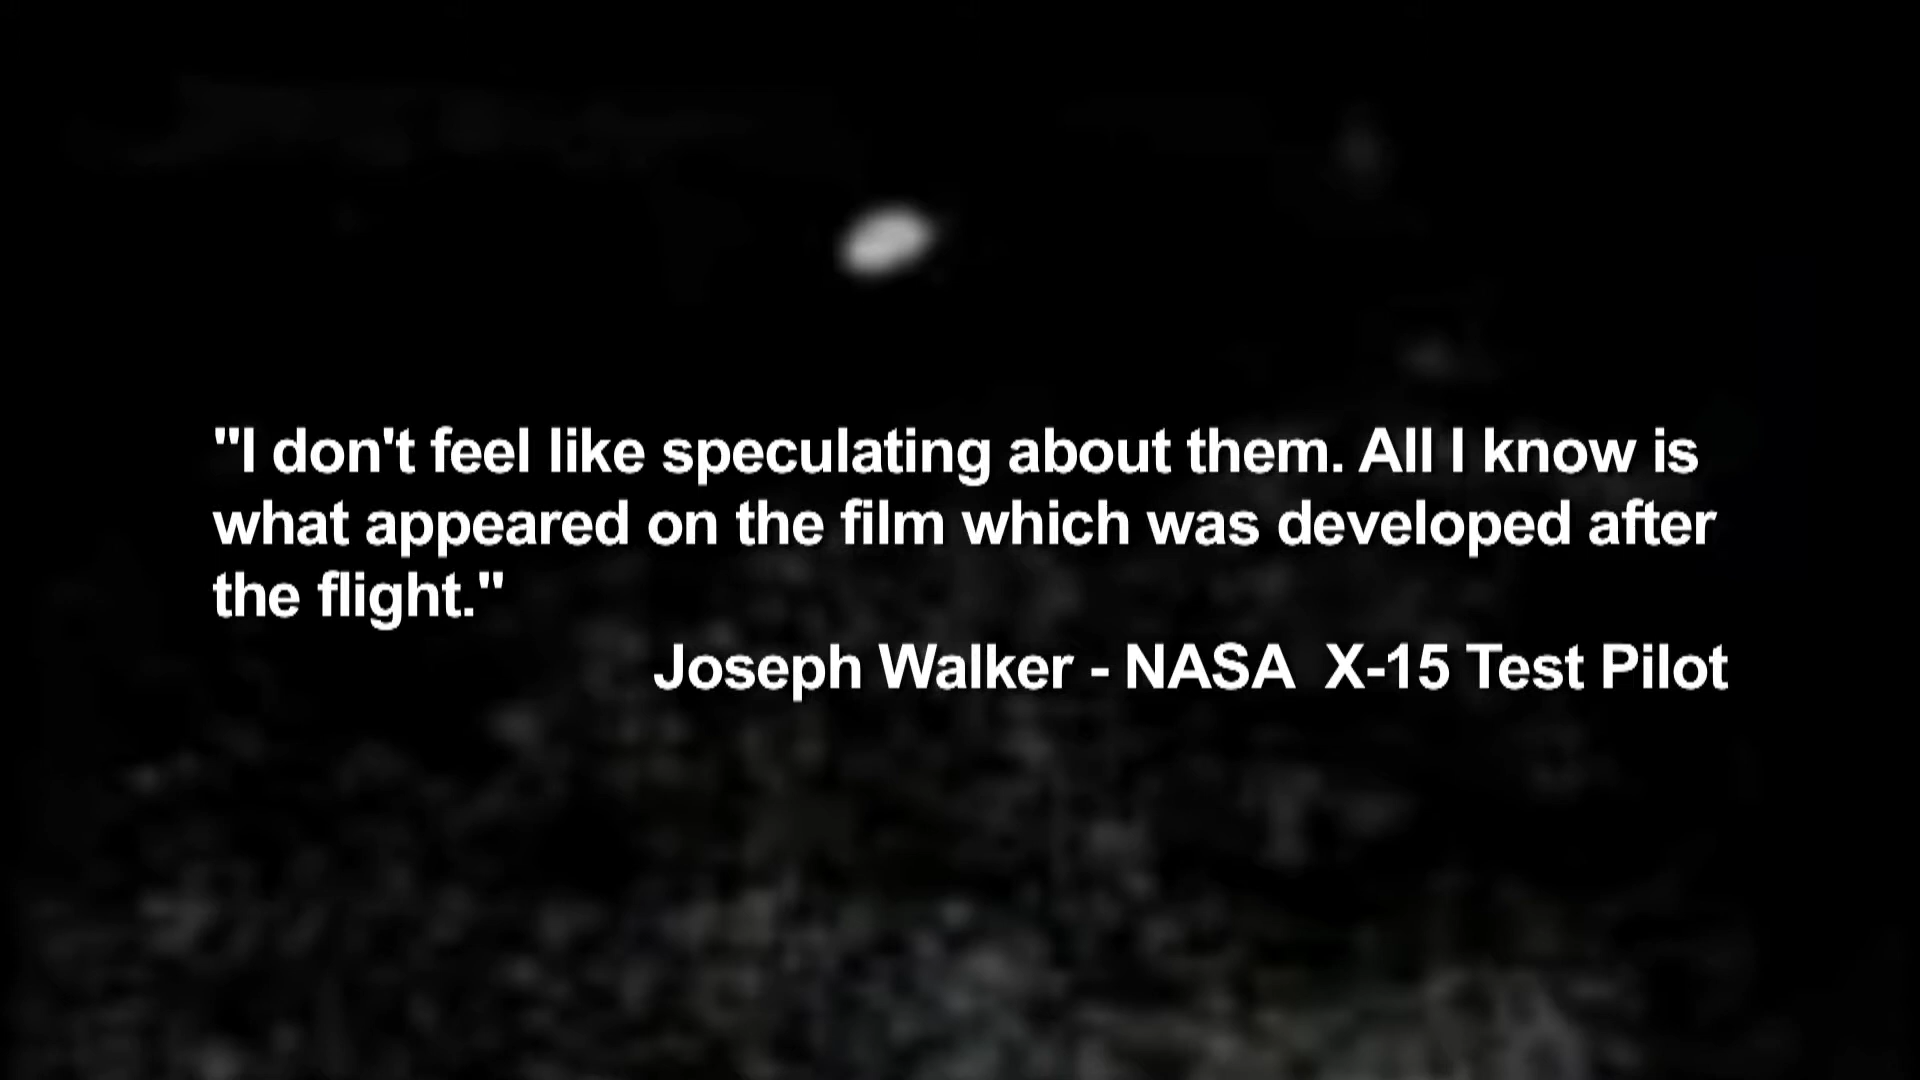 "I don't feel like speculating about them. All I know is
what appeared on the film which was developed after
the flight."
Joseph Walker - NASA  X-15 Test Pilot